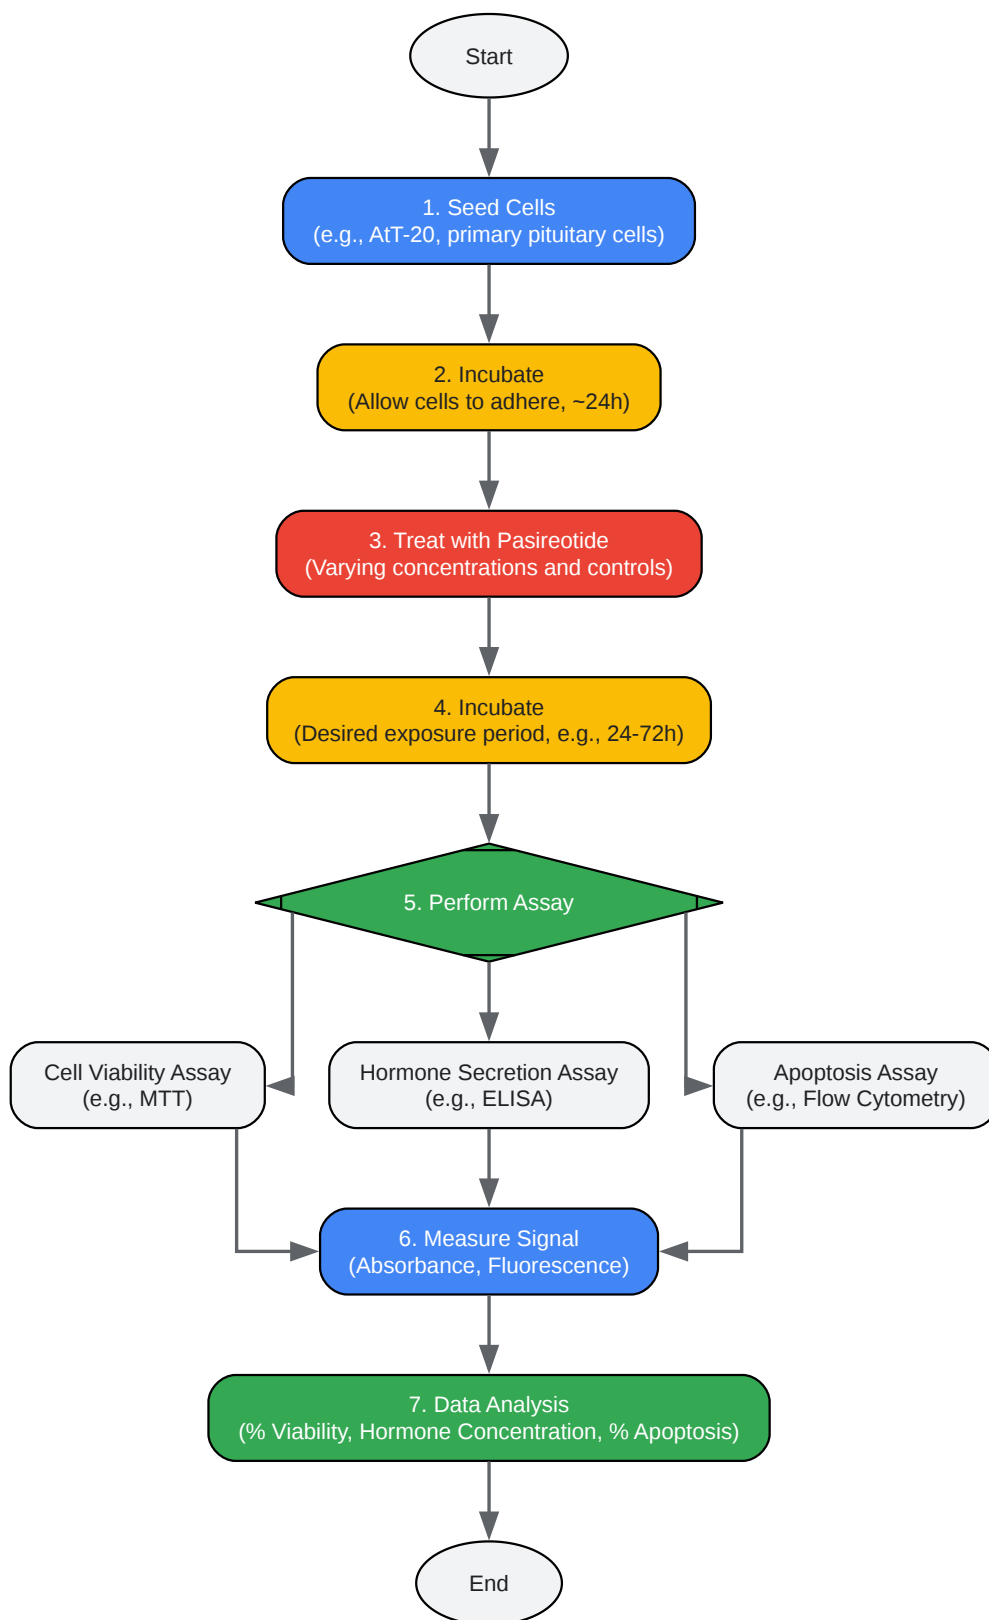 Start
1. Seed Cells
(e.g., AtT-20, primary pituitary cells)
2. Incubate
(Allow cells to adhere, ~24h)
3. Treat with Pasireotide
(Varying concentrations and controls)
4. Incubate
(Desired exposure period, e.g., 24-72h)
5. Perform Assay
Cell Viability Assay
(e.g., MTT)
Hormone Secretion Assay
(e.g., ELISA)
Apoptosis Assay
(e.g., Flow Cytometry)
6. Measure Signal
(Absorbance, Fluorescence)
7. Data Analysis
(% Viability, Hormone Concentration, % Apoptosis)
End